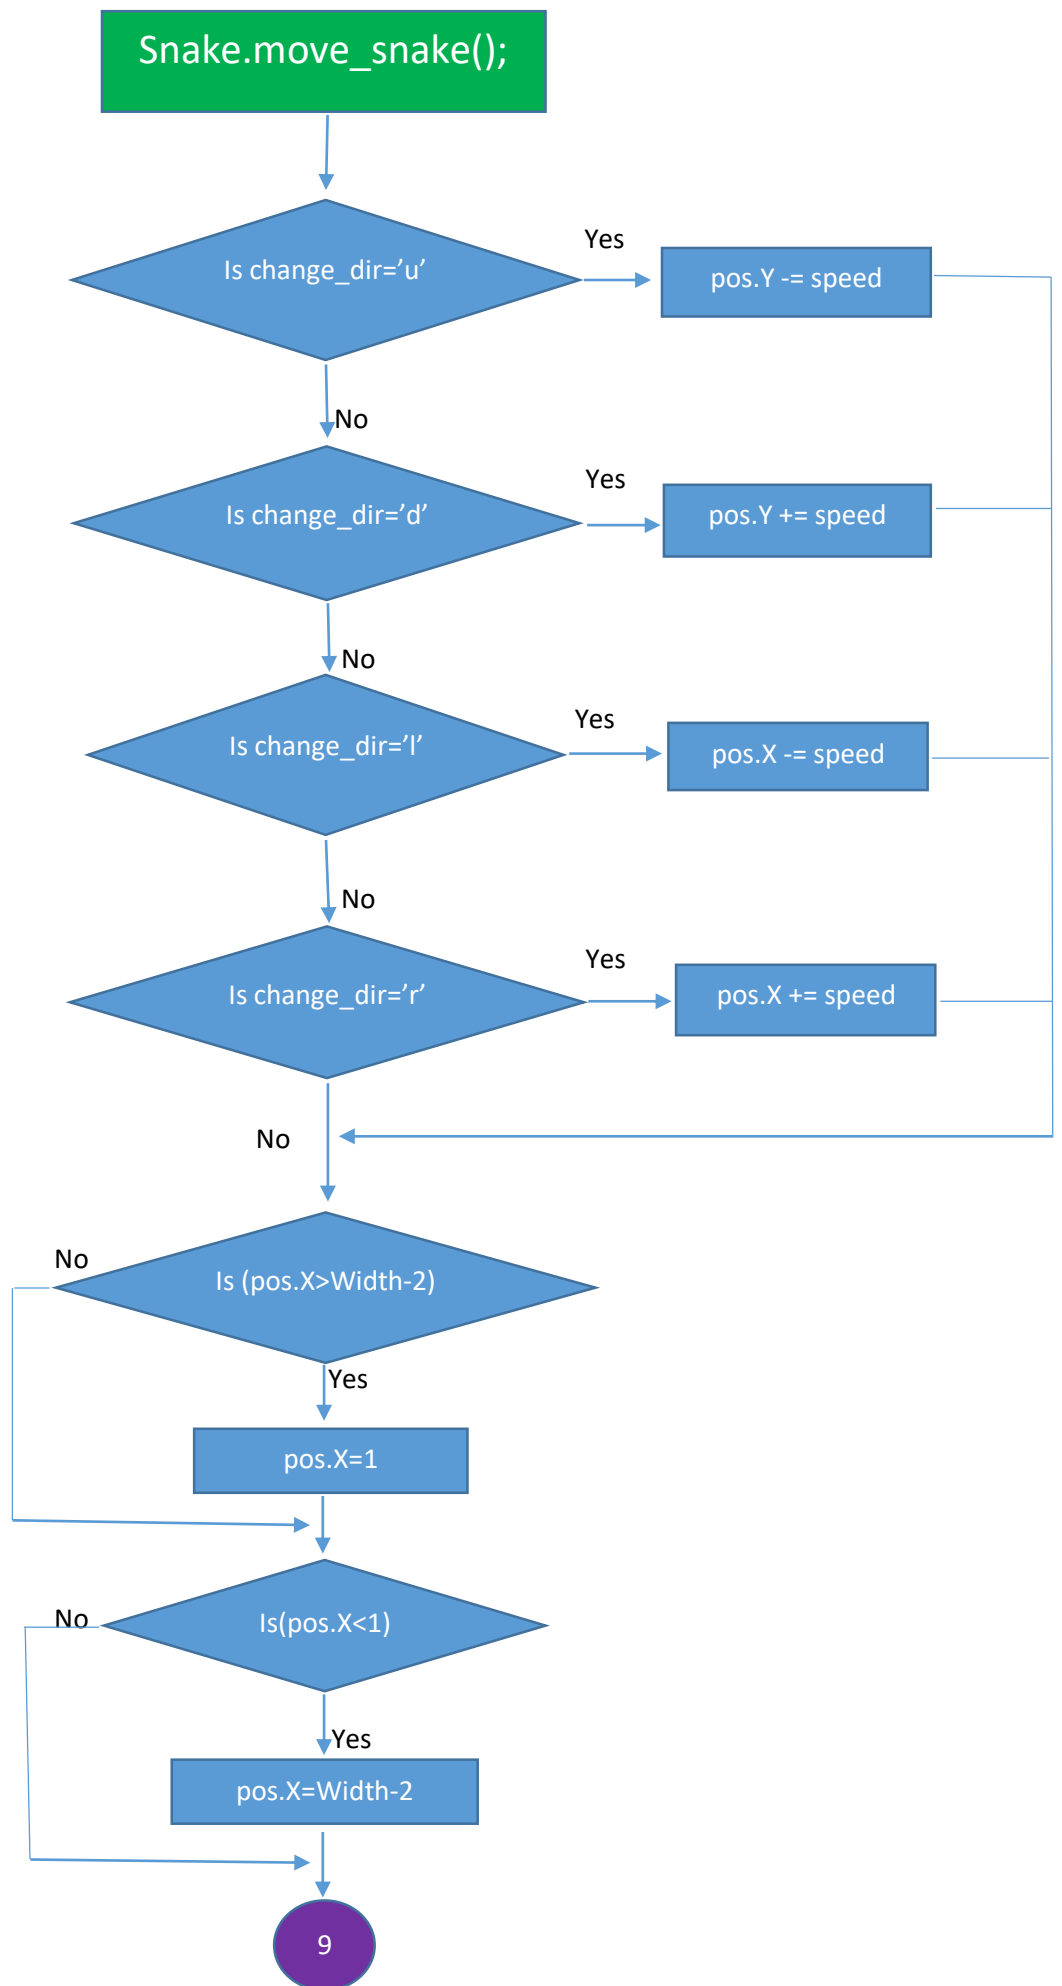 Snake.move_snake();
Is change_dir=’u’
Yes
pos.Y -= speed
No
Is change_dir=’d’
Yes
pos.Y += speed
No
Is change_dir=’l’
Yes
pos.X -= speed
No
Is change_dir=’r’
Yes
pos.X += speed
No
Is (pos.X>Width-2)
No
Yes
pos.X=1
Is(pos.X<1)
No
Yes
pos.X=Width-2
9